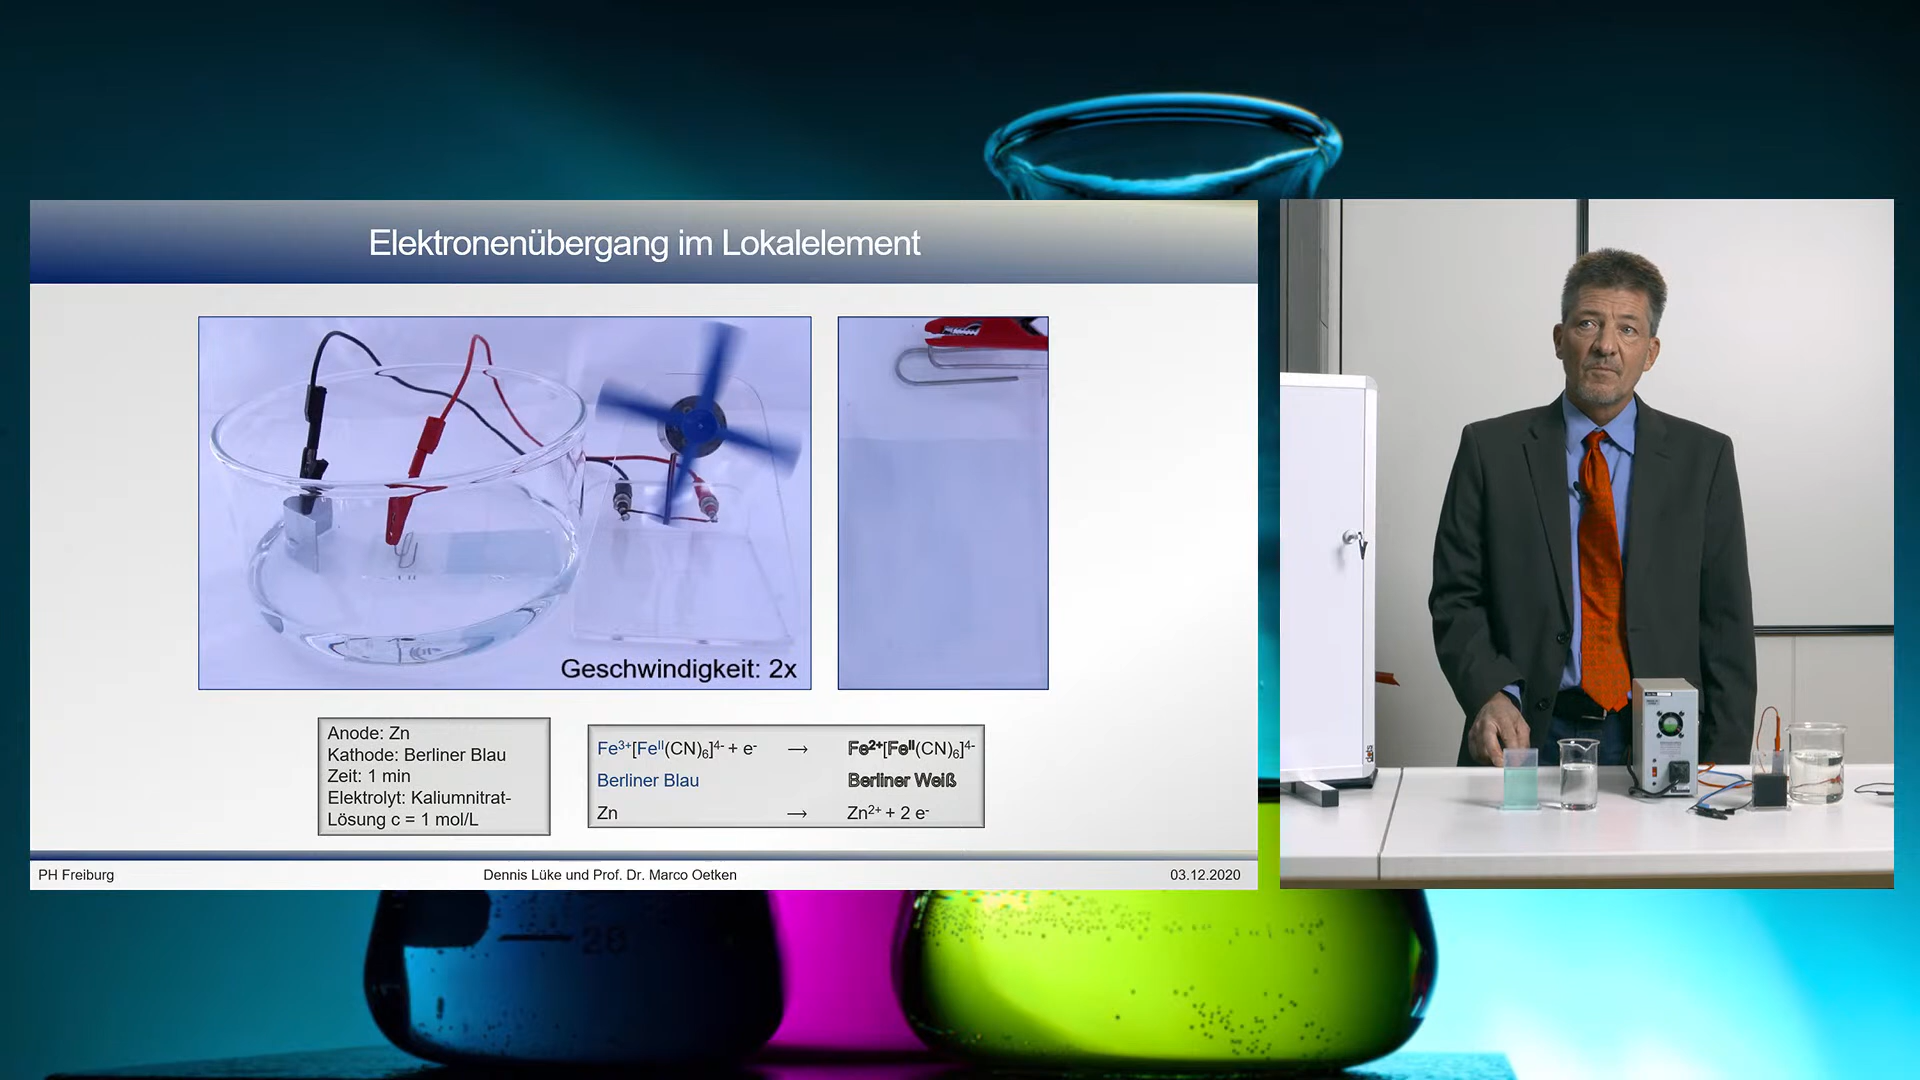 Elektronenübergang im Lokalelement
Geschwindigkeit: 2x
Anode: Zn
Kathode: Berliner Blau
Zeit: 1 min
Elektrolyt: Kaliumnitrat-
Lösung c = 1 mol/L
Fe³⁺[Feᴵᴵ(CN)₆]⁴⁻ + e⁻ → Fe²⁺[Feᴵᴵ(CN)₆]⁴⁻
Berliner Blau Berliner Weiß
Zn → Zn²⁺ + 2 e⁻
PH Freiburg Dennis Lüke und Prof. Dr. Marco Oetken 03.12.2020
20